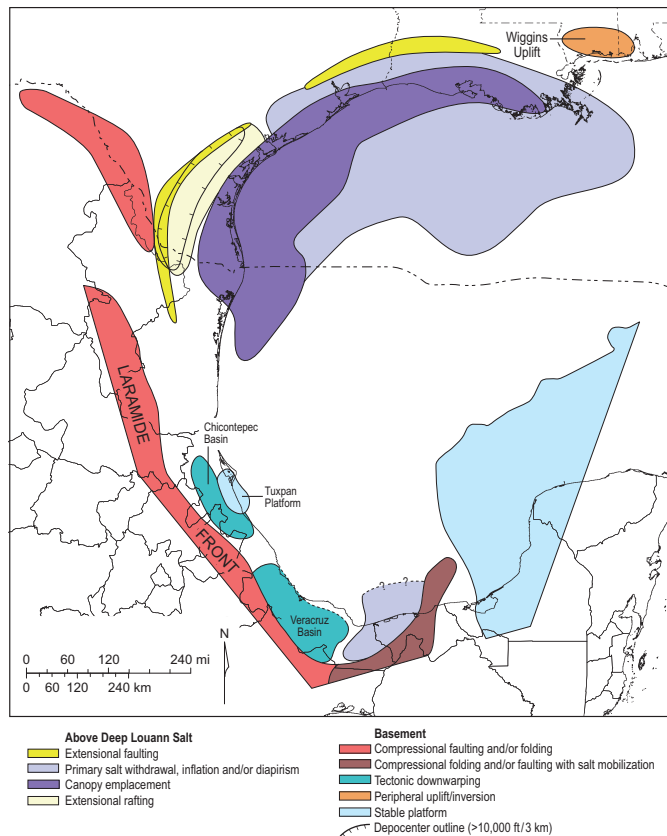 Wiggins
Uplift
LARAMIDE
FRONT
Chicontepec
Basin
Tuxpan
Platform
Veracruz
Basin
? ?
N
0 60 120 240 mi
0 60 120 240 km
Above Deep Louann Salt
Extensional faulting
Primary salt withdrawal, inflation and/or diapirism
Canopy emplacement
Extensional rafting
Basement
Compressional faulting and/or folding
Compressional folding and/or faulting with salt mobilization
Tectonic downwarping
Peripheral uplift/inversion
Stable platform
Depocenter outline (>10,000 ft/3 km)